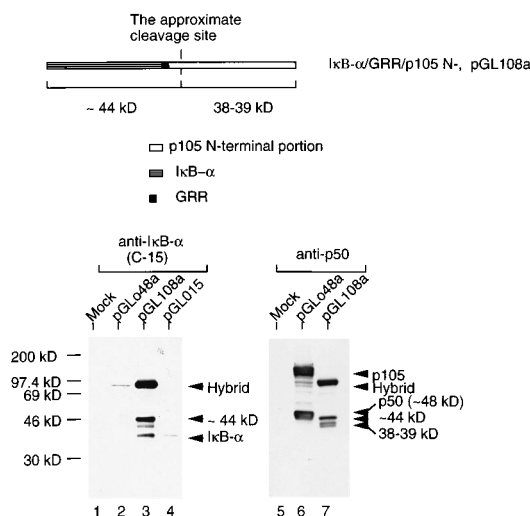 The approximate
cleavage site
IκB-α/GRR/p105 N-, pGL108a
~ 44 kD
38-39 kD
p105 N-terminal portion
IκB–α
GRR
anti-IκB-α
(C-15)
anti-p50
Mock
pGLo48a
pGL108a
pGL015
Mock
pGLo48a
pGL108a
200 kD
97.4 kD
69 kD
46 kD
30 kD
Hybrid
~ 44 kD
IκB-α
p105
Hybrid
p50 (~48 kD)
~44 kD
38-39 kD
1 2 3 4
5 6 7